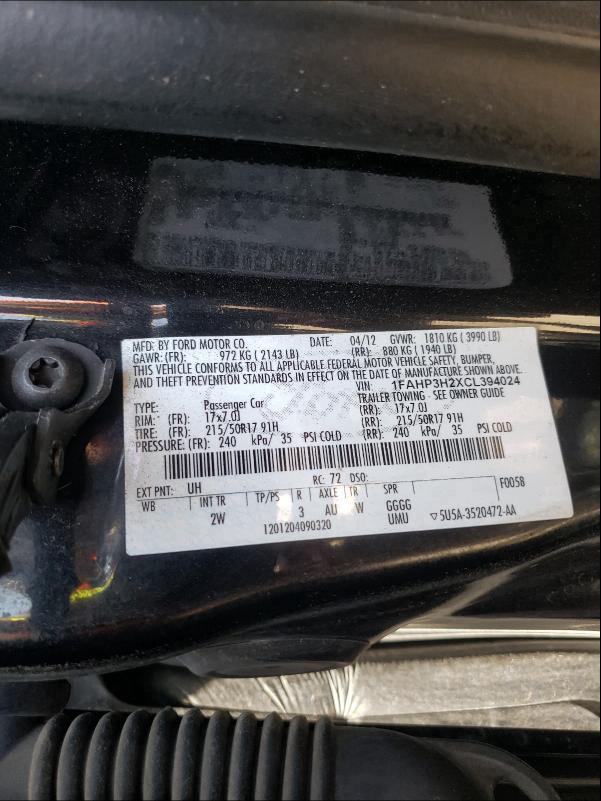 MFD. BY FORD MOTOR CO. DATE: 04/12 GVWR: 1810 KG ( 3990 LB)
GAWR: (FR): 972 KG ( 2143 LB) (RR): 880 KG ( 1940 LB)
THIS VEHICLE CONFORMS TO ALL APPLICABLE FEDERAL MOTOR VEHICLE SAFETY, BUMPER,
AND THEFT PREVENTION STANDARDS IN EFFECT ON THE DATE OF MANUFACTURE SHOWN ABOVE.
VIN: 1FAHP3H2XCL394024
TYPE: Passenger Car TRAILER TOWING - SEE OWNER GUIDE
RIM: (FR): 17x7.0J (RR): 17x7.0J
TIRE: (FR): 215/50R17 91H (RR): 215/50R17 91H
PRESSURE: (FR): 240 kPa/ 35 PSI COLD (RR): 240 kPa/ 35 PSI COLD
EXT PNT: UH RC: 72 DSO: F0058
WB INT TR TP/PS R AXLE TR SPR
2W 3 AU W GGGG
1201204090320 UMU ▽ 5U5A-3520472-AA